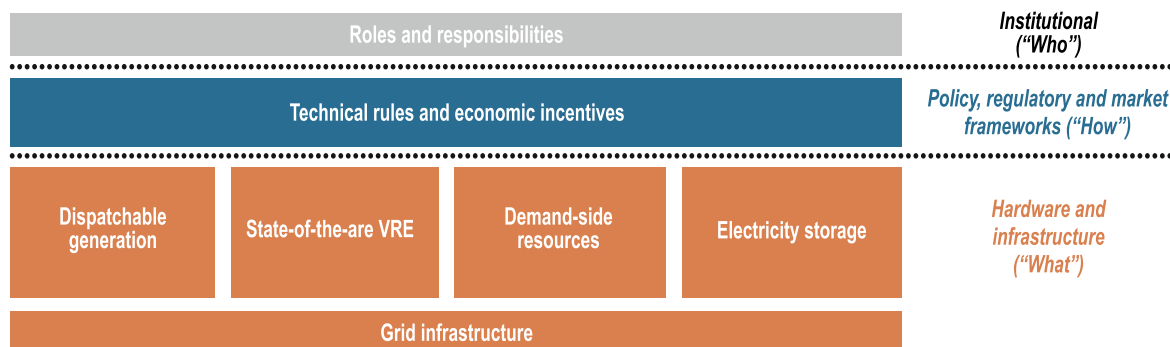 Roles and responsibilities
Institutional
(“Who”)
Technical rules and economic incentives
Policy, regulatory and market
frameworks (“How”)
Dispatchable
generation
State-of-the-are VRE
Demand-side
resources
Electricity storage
Hardware and
infrastructure
(“What”)
Grid infrastructure